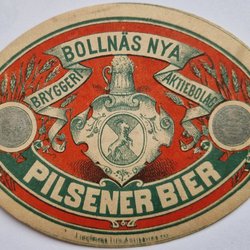 BOLLNÄS NYA
BRYGGERI AKTIEBOLAG
PILSENER BIER